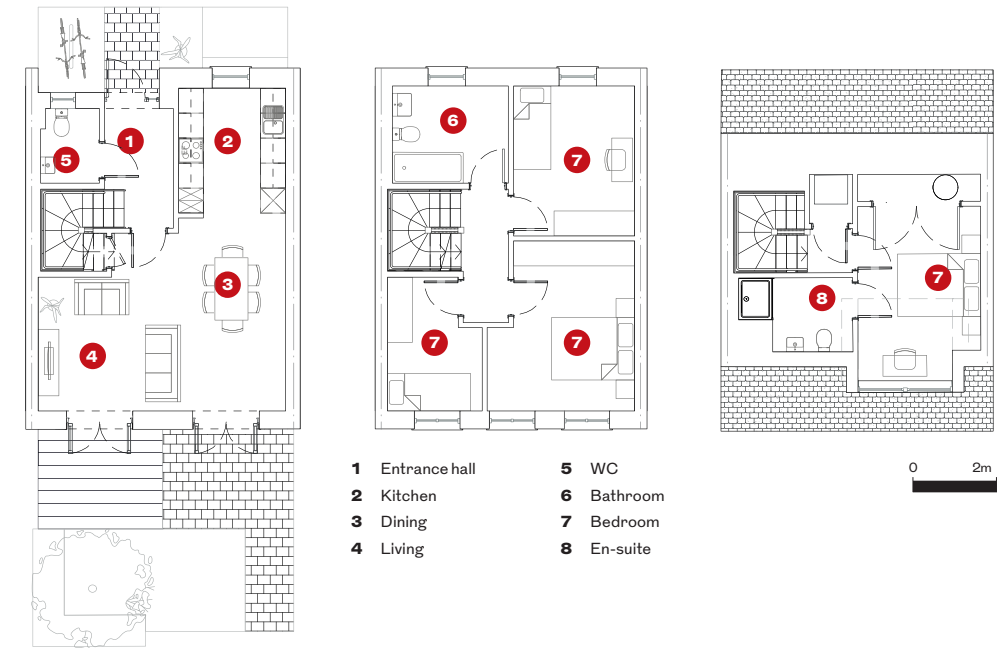 1
2
5
3
4
6
7
7
7
7
8
1 Entrance hall
2 Kitchen
3 Dining
4 Living
5 WC
6 Bathroom
7 Bedroom
8 En-suite
0 2m